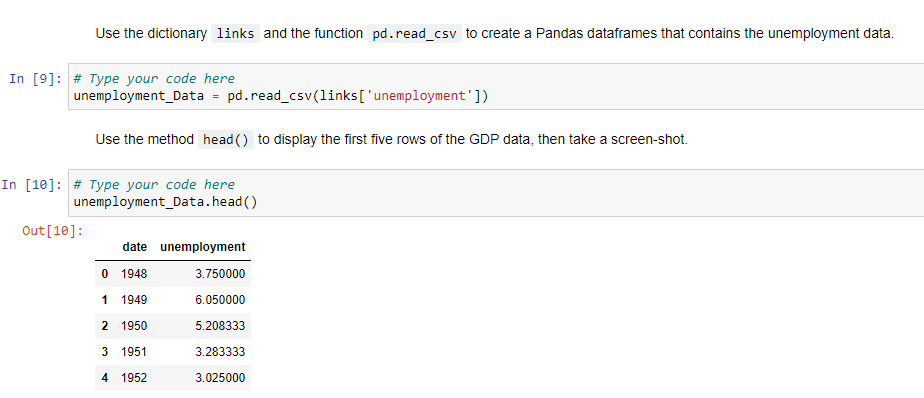 Use the dictionary links and the function pd.read_csv to create a Pandas dataframes that contains the unemployment data.
In [9]: # Type your code here
unemployment_Data = pd.read_csv(links['unemployment'])
Use the method head() to display the first five rows of the GDP data, then take a screen-shot.
In [10]: # Type your code here
unemployment_Data.head()
Out[10]:
date unemployment
0 1948 3.750000
1 1949 6.050000
2 1950 5.208333
3 1951 3.283333
4 1952 3.025000